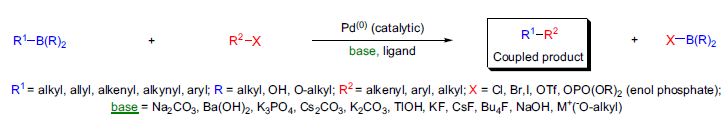 R¹–B(R)₂ + R²–X Pd⁽⁰⁾ (catalytic) R¹–R² + X–B(R)₂
base, ligand Coupled product
R¹ = alkyl, allyl, alkenyl, alkynyl, aryl; R = alkyl, OH, O-alkyl; R² = alkenyl, aryl, alkyl; X = Cl, Br,I, OTf, OPO(OR)₂ (enol phosphate);
base = Na₂CO₃, Ba(OH)₂, K₃PO₄, Cs₂CO₃, K₂CO₃, TlOH, KF, CsF, Bu₄F, NaOH, M⁺(⁻O-alkyl)